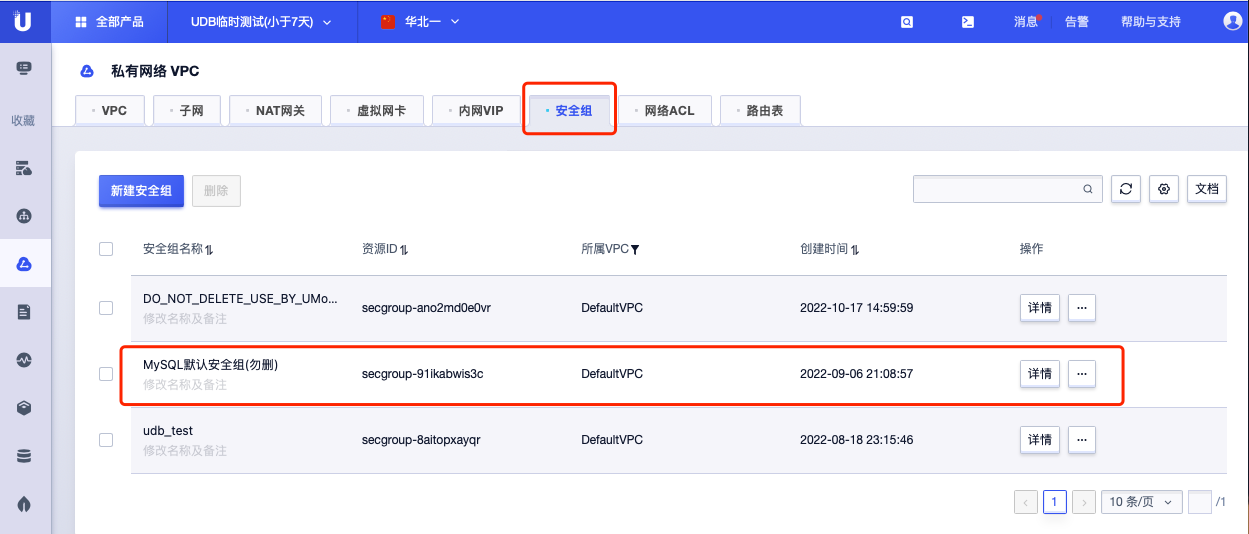 全部产品 UDB临时测试(小于7天) 华北一 消息 告警 帮助与支持
私有网络 VPC
收藏
VPC 子网 NAT网关 虚拟网卡 内网VIP 安全组 网络ACL 路由表
新建安全组 删除 文档
安全组名称 资源ID 所属VPC 创建时间 操作
DO_NOT_DELETE_USE_BY_UMo... secgroup-ano2md0e0vr DefaultVPC 2022-10-17 14:59:59 详情 ...
修改名称及备注
MySQL默认安全组(勿删) secgroup-91ikabwis3c DefaultVPC 2022-09-06 21:08:57 详情 ...
修改名称及备注
udb_test secgroup-8aitopxayqr DefaultVPC 2022-08-18 23:15:46 详情 ...
修改名称及备注
1 10 条/页 /1